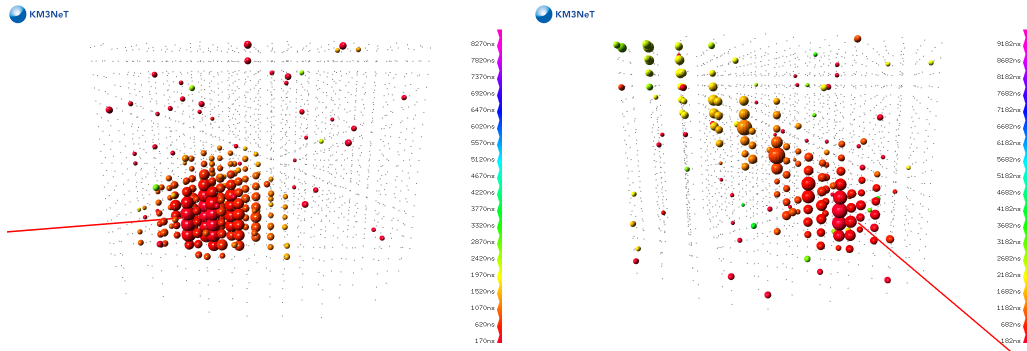 KM3NeT
8270ns
7820ns
7370ns
6920ns
6470ns
6020ns
5570ns
5120ns
4670ns
4220ns
3770ns
3320ns
2870ns
2420ns
1970ns
1520ns
1070ns
620ns
170ns
KM3NeT
9182ns
8682ns
8182ns
7682ns
7182ns
6682ns
6182ns
5682ns
5182ns
4682ns
4182ns
3682ns
3182ns
2682ns
2182ns
1682ns
1182ns
682ns
182ns